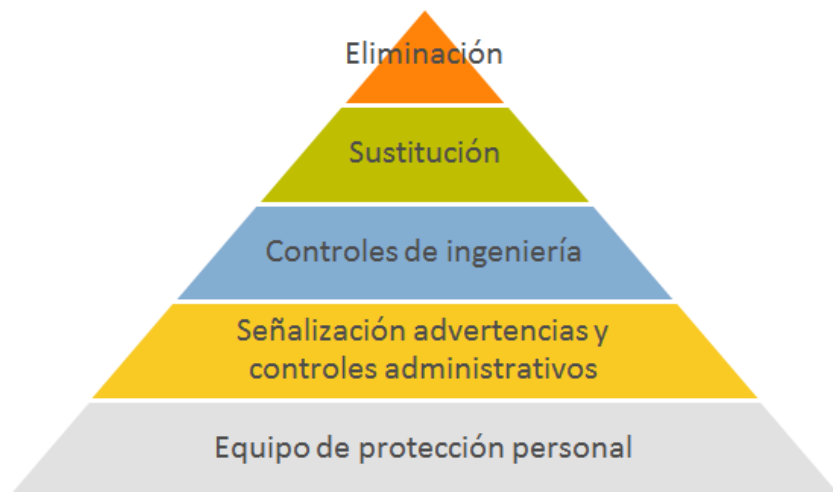 Eliminación
Sustitución
Controles de ingeniería
Señalización advertencias y
controles administrativos
Equipo de protección personal